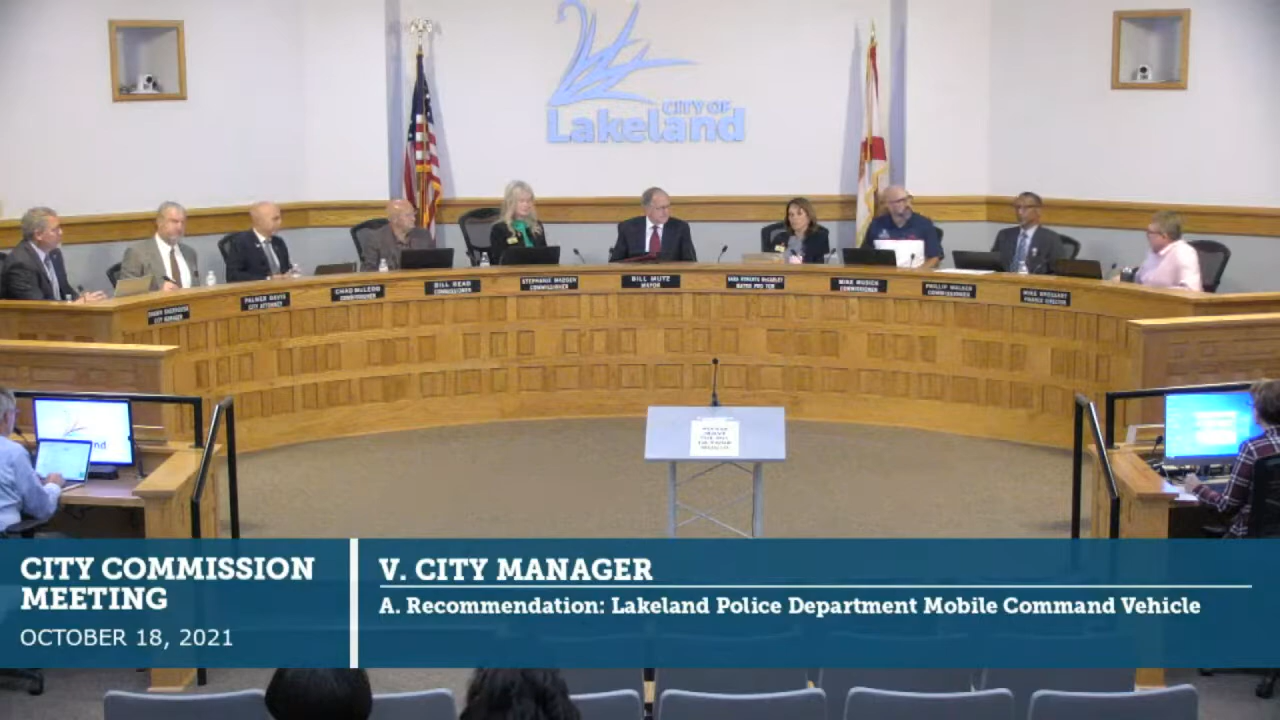 CITY OF
Lakeland
PALMER DAVIS
CITY ATTORNEY
CHAD McLEOD
COMMISSIONER
BILL READ
COMMISSIONER
STEPHANIE MADDEN
COMMISSIONER
BILL MUTZ
MAYOR
SARA ROBERTS McCARLEY
MAYOR PRO TEM
MIKE MUSICK
COMMISSIONER
PHILLIP WALKER
COMMISSIONER
FINANCE DIRECTOR
CITY MANAGER
CITY COMMISSION
MEETING
OCTOBER 18, 2021
V. CITY MANAGER
A. Recommendation: Lakeland Police Department Mobile Command Vehicle